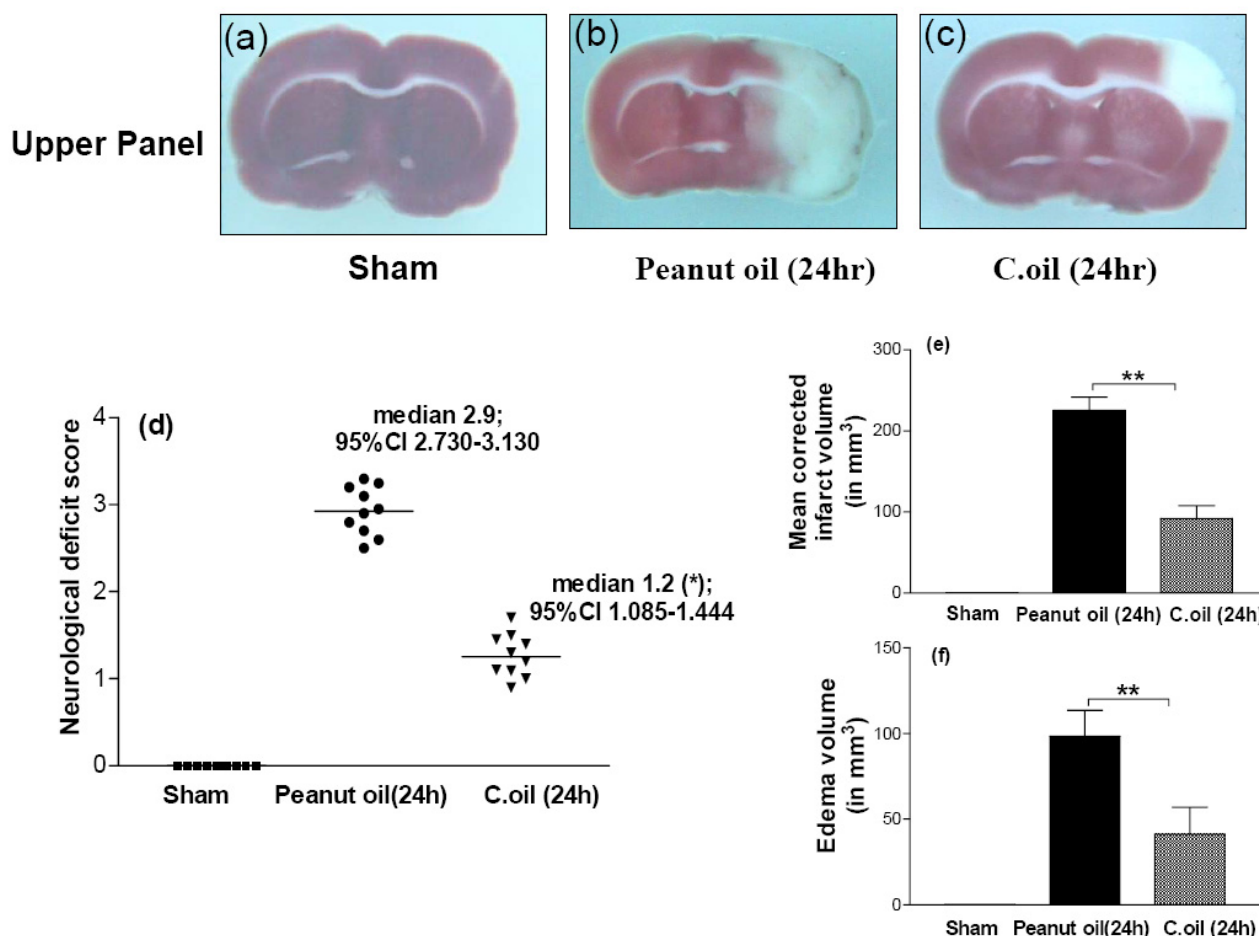 (a)
(b)
(c)
Upper Panel
Sham
Peanut oil (24hr)
C.oil (24hr)
(d)
Neurological deficit score
4
3
2
1
0
median 2.9;
95%CI 2.730-3.130
median 1.2 (*);
95%CI 1.085-1.444
Sham
Peanut oil(24h)
C.oil (24h)
(e)
Mean corrected
infarct volume
(in mm³)
300
200
100
0
**
Sham
Peanut oil (24h)
C.oil (24h)
(f)
Edema volume
(in mm³)
150
100
50
0
**
Sham
Peanut oil(24h)
C.oil (24h)